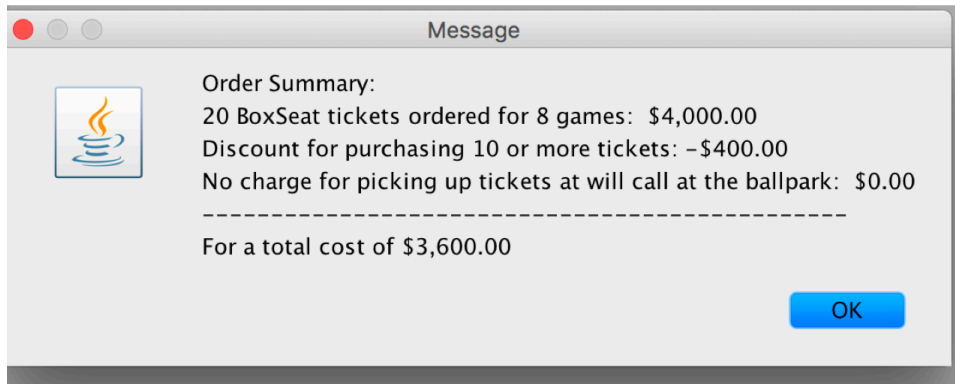 Message
Order Summary:
20 BoxSeat tickets ordered for 8 games:  $4,000.00
Discount for purchasing 10 or more tickets: -$400.00
No charge for picking up tickets at will call at the ballpark:  $0.00
-----------------------------------------------
For a total cost of $3,600.00
OK